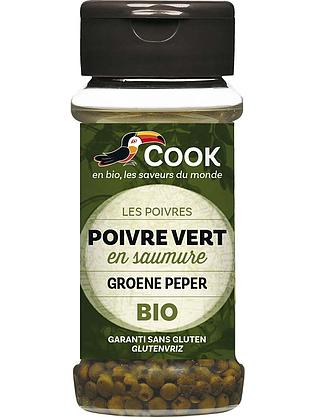 COOK
en bio, les saveurs du monde
LES POIVRES
POIVRE VERT
en saumure
GROENE PEPER
BIO
GARANTI SANS GLUTEN
GLUTENVRIZ